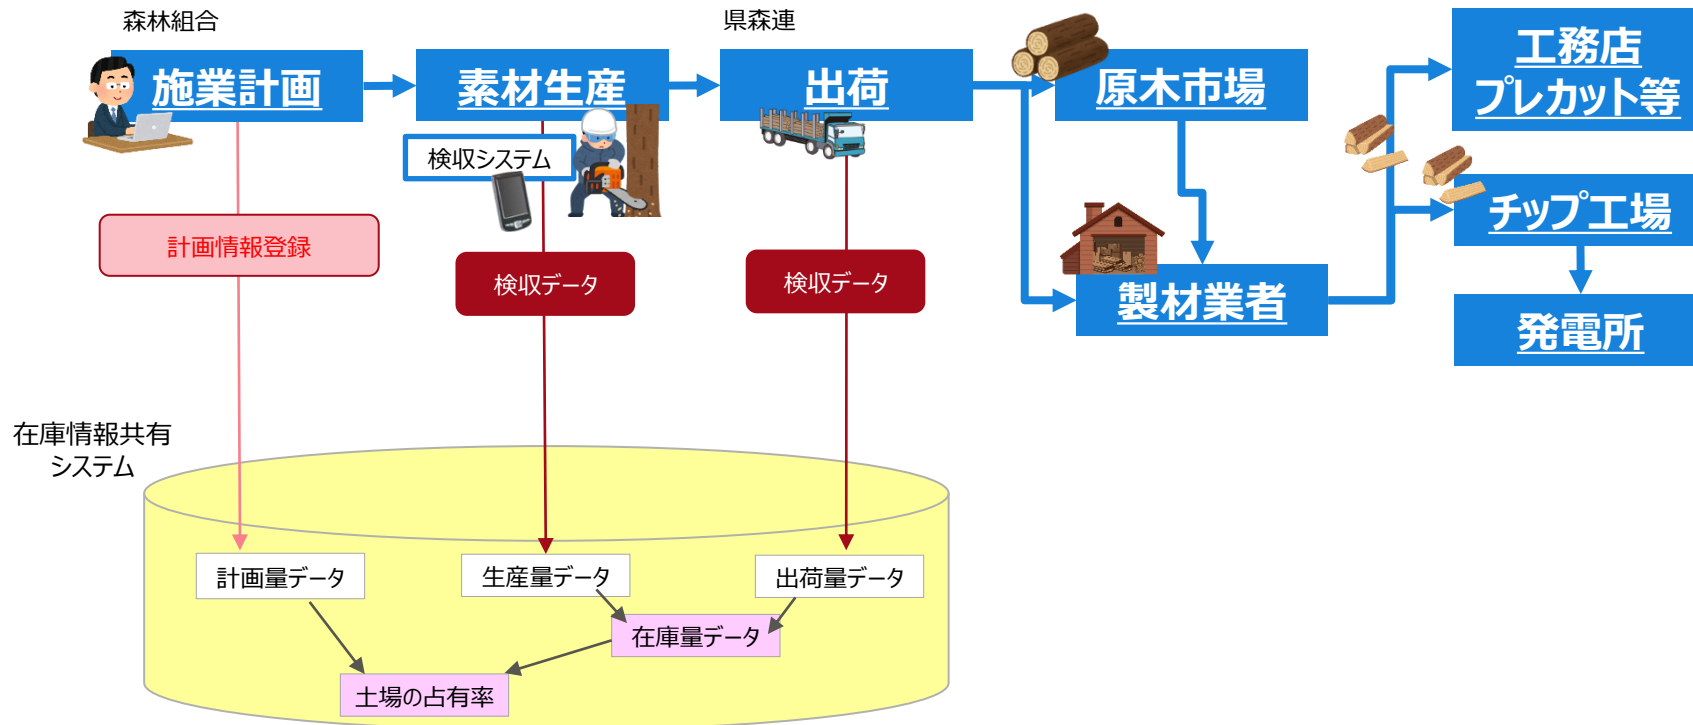 森林組合
県森連
施業計画
素材生産
出荷
原木市場
工務店
プレカット等
検収システム
チップ工場
計画情報登録
検収データ
検収データ
製材業者
発電所
在庫情報共有
システム
計画量データ
生産量データ
出荷量データ
在庫量データ
土場の占有率